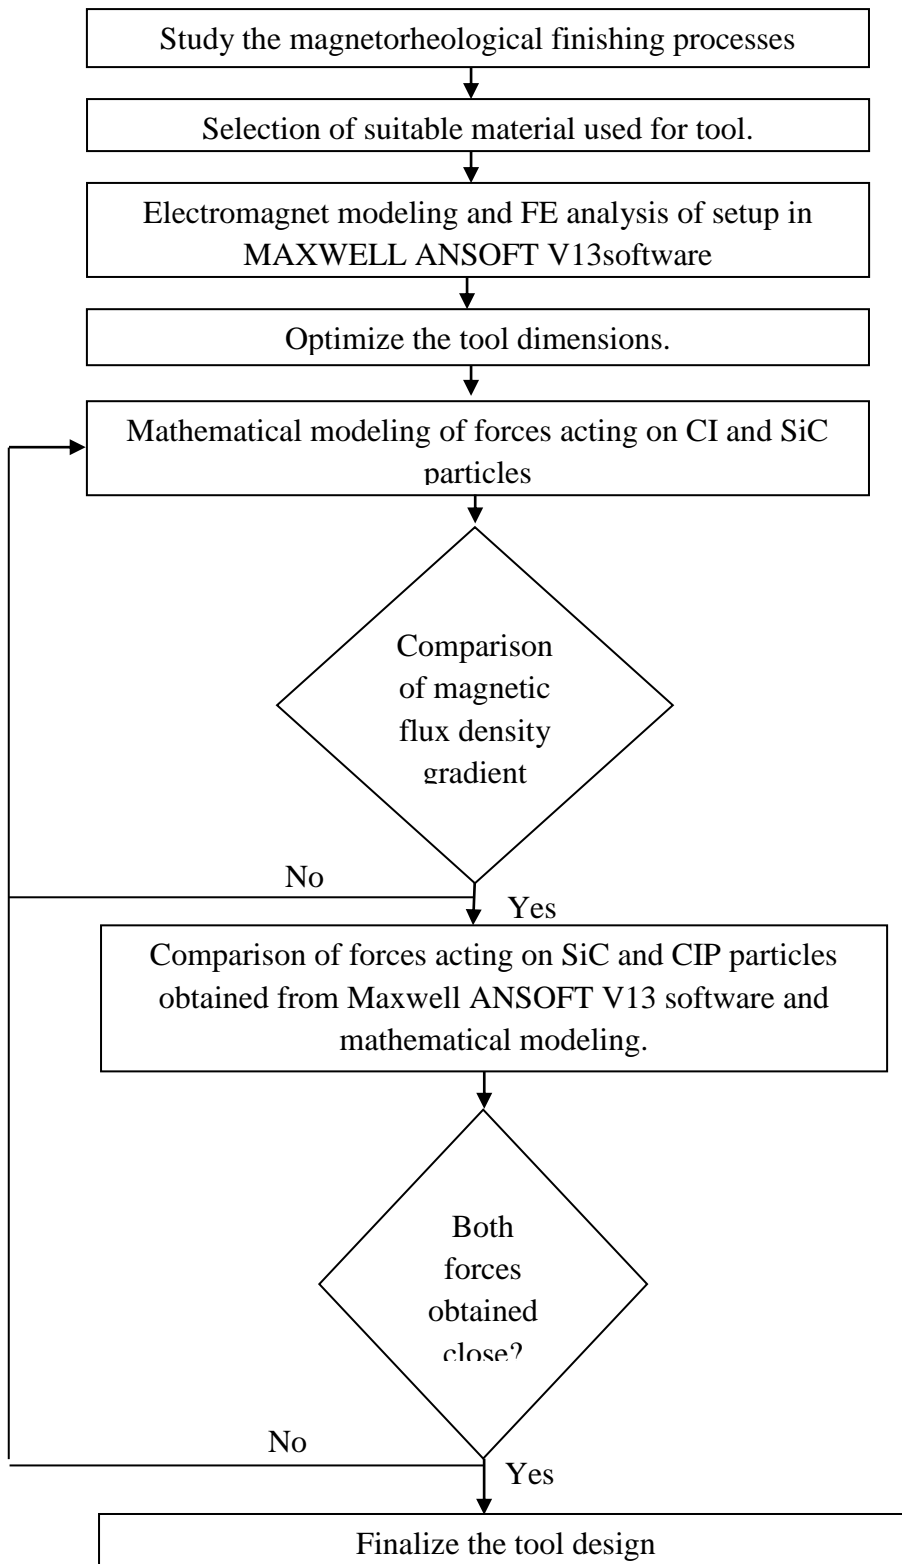 Study the magnetorheological finishing processes
Selection of suitable material used for tool.
Electromagnet modeling and FE analysis of setup in
MAXWELL ANSOFT V13software
Optimize the tool dimensions.
Mathematical modeling of forces acting on CI and SiC
particles
Comparison
of magnetic
flux density
gradient
No
Yes
Comparison of forces acting on SiC and CIP particles
obtained from Maxwell ANSOFT V13 software and
mathematical modeling.
Both
forces
obtained
close?
No
Yes
Finalize the tool design